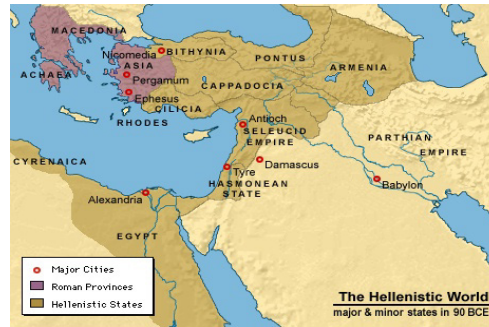 MACEDONIA
Nicomedia
BITHYNIA
ASIA
PONTUS
ARMENIA
Pergamum
ACHAEA
CAPPADOCIA
Ephesus
CILICIA
RHODES
Antioch
SELEUCID
EMPIRE
PARTHIAN
EMPIRE
CYRENAICA
Damascus
Tyre
HASMONEAN
STATE
Babylon
Alexandria
EGYPT
Major Cities
Roman Provinces
Hellenistic States
The Hellenistic World
major & minor states in 90 BCE